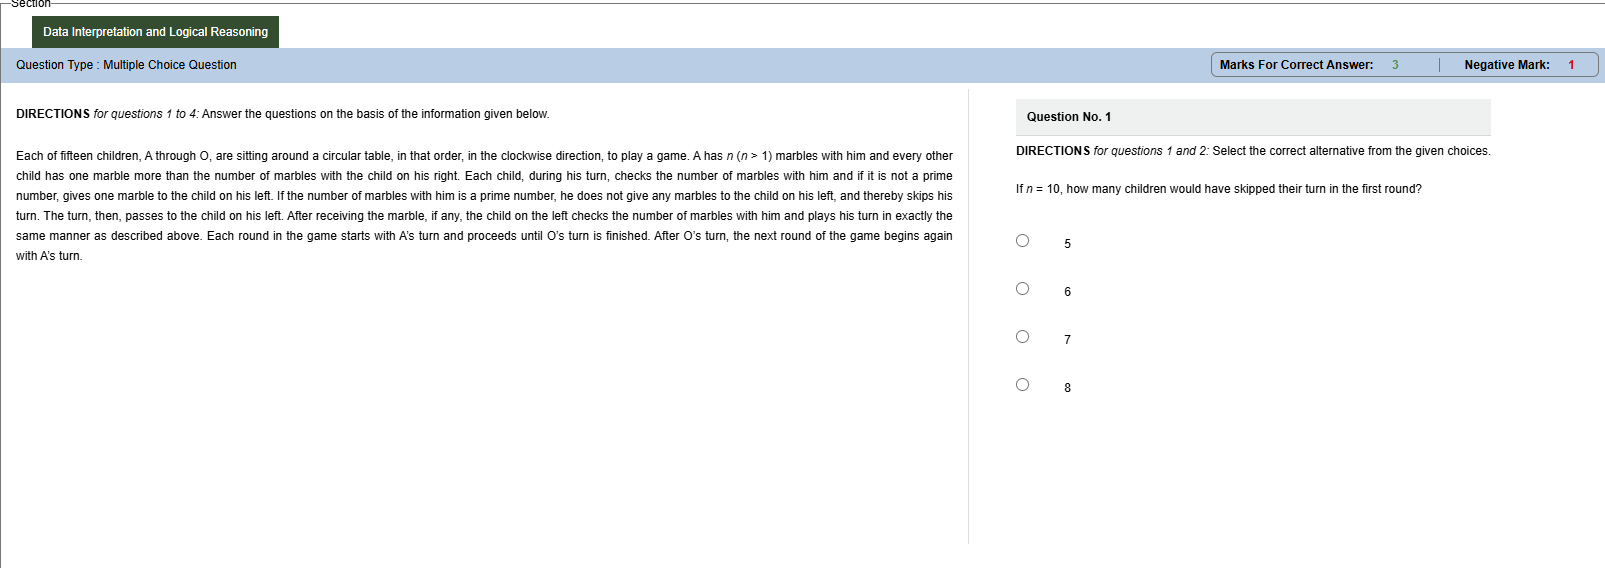 Section
Data Interpretation and Logical Reasoning
Question Type : Multiple Choice Question
Marks For Correct Answer: 3 | Negative Mark: 1
DIRECTIONS for questions 1 to 4: Answer the questions on the basis of the information given below.
Each of fifteen children, A through O, are sitting around a circular table, in that order, in the clockwise direction, to play a game. A has n (n > 1) marbles with him and every other
child has one marble more than the number of marbles with the child on his right. Each child, during his turn, checks the number of marbles with him and if it is not a prime
number, gives one marble to the child on his left. If the number of marbles with him is a prime number, he does not give any marbles to the child on his left, and thereby skips his
turn. The turn, then, passes to the child on his left. After receiving the marble, if any, the child on the left checks the number of marbles with him and plays his turn in exactly the
same manner as described above. Each round in the game starts with A's turn and proceeds until O's turn is finished. After O's turn, the next round of the game begins again
with A's turn.
Question No. 1
DIRECTIONS for questions 1 and 2: Select the correct alternative from the given choices.
If n = 10, how many children would have skipped their turn in the first round?
5
6
7
8